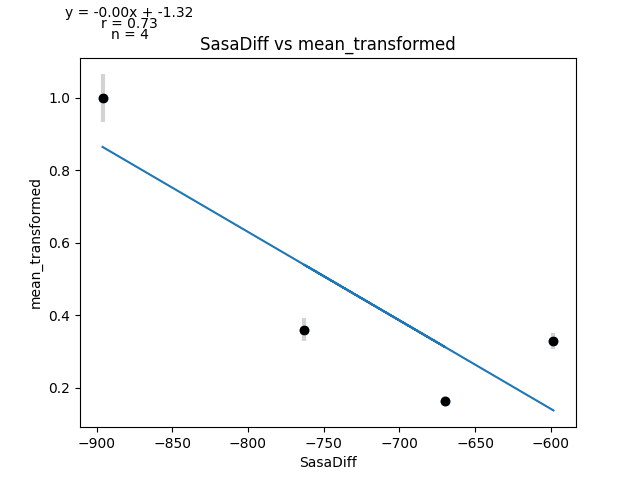 y = -0.00x + -1.32
r = 0.73
n = 4
SasaDiff vs mean_transformed
mean_transformed
1.0
0.8
0.6
0.4
0.2
−900
−850
−800
−750
−700
−650
−600
SasaDiff